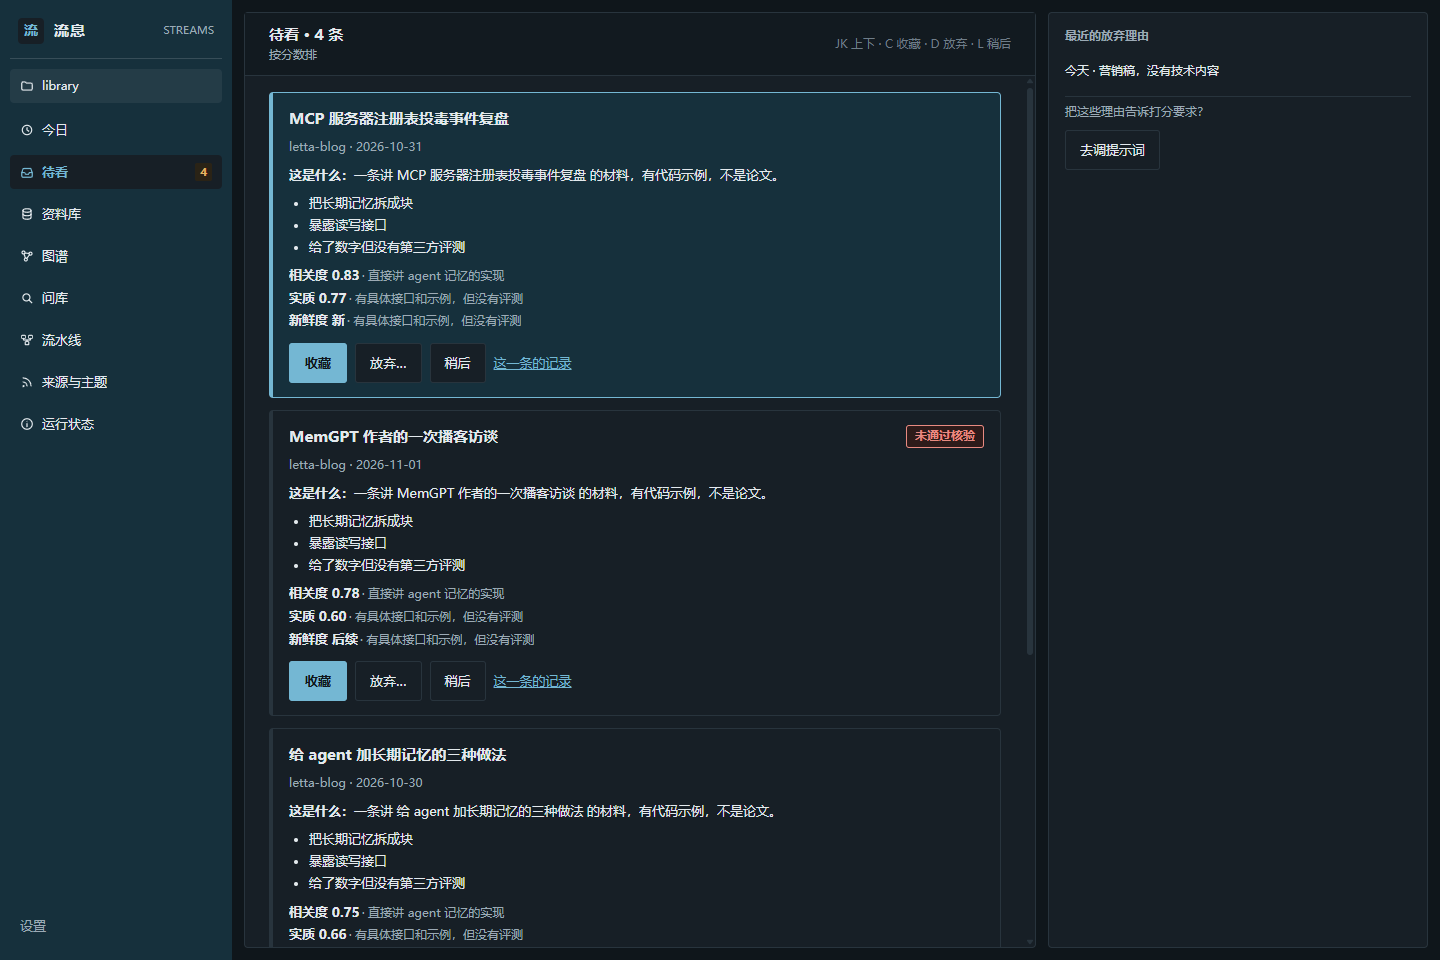 流 流息 STREAMS
library
今日
待看 4
资料库
图谱
问库
流水线
来源与主题
运行状态
设置
待看 • 4 条
按分数排
JK 上下 · C 收藏 · D 放弃 · L 稍后
MCP 服务器注册表投毒事件复盘
letta-blog · 2026-10-31
这是什么：一条讲 MCP 服务器注册表投毒事件复盘 的材料，有代码示例，不是论文。
• 把长期记忆拆成块
• 暴露读写接口
• 给了数字但没有第三方评测
相关度 0.83 · 直接讲 agent 记忆的实现
实质 0.77 · 有具体接口和示例，但没有评测
新鲜度 新 · 有具体接口和示例，但没有评测
收藏 放弃... 稍后 这一条的记录
MemGPT 作者的一次播客访谈
未通过核验
letta-blog · 2026-11-01
这是什么：一条讲 MemGPT 作者的一次播客访谈 的材料，有代码示例，不是论文。
• 把长期记忆拆成块
• 暴露读写接口
• 给了数字但没有第三方评测
相关度 0.78 · 直接讲 agent 记忆的实现
实质 0.60 · 有具体接口和示例，但没有评测
新鲜度 后续 · 有具体接口和示例，但没有评测
收藏 放弃... 稍后 这一条的记录
给 agent 加长期记忆的三种做法
letta-blog · 2026-10-30
这是什么：一条讲 给 agent 加长期记忆的三种做法 的材料，有代码示例，不是论文。
• 把长期记忆拆成块
• 暴露读写接口
• 给了数字但没有第三方评测
相关度 0.75 · 直接讲 agent 记忆的实现
实质 0.66 · 有具体接口和示例，但没有评测
最近的放弃理由
今天 · 营销稿，没有技术内容
把这些理由告诉打分要求？
去调提示词